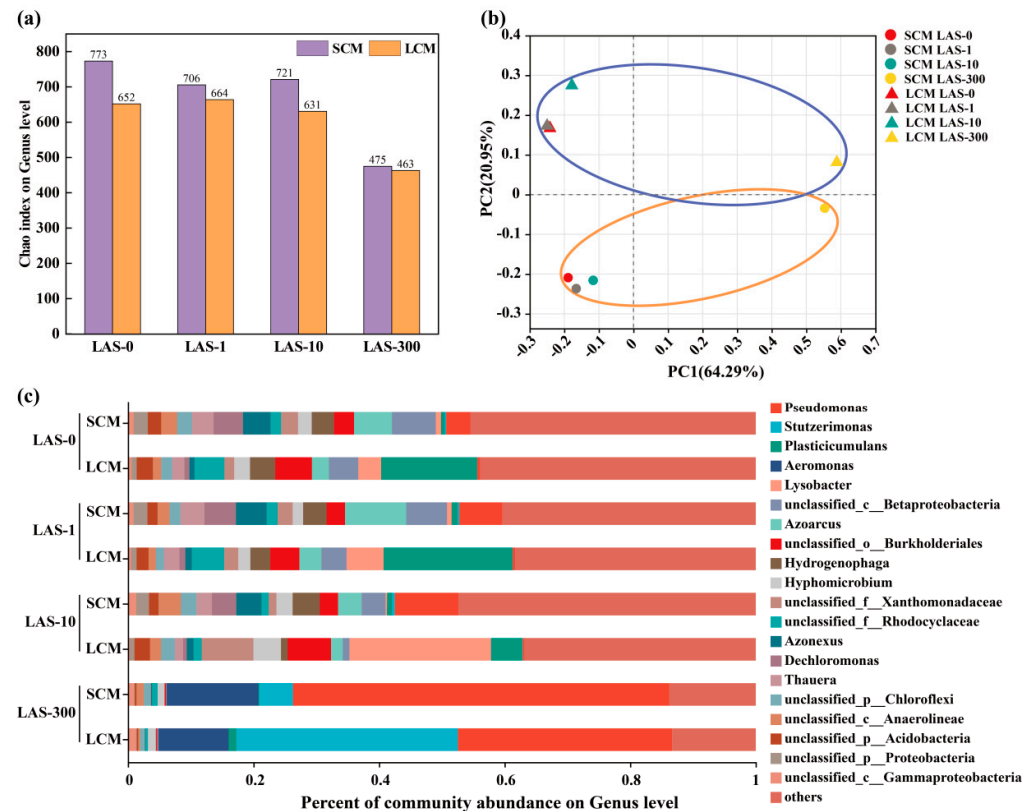 (a)
SCM
LCM
Chao index on Genus level
800
700
600
500
400
300
200
100
0
773
652
706
664
721
631
475
463
LAS-0
LAS-1
LAS-10
LAS-300
(b)
PC2(20.95%)
0.4
0.3
0.2
0.1
0
-0.1
-0.2
-0.3
-0.3
-0.2
-0.1
0
0.1
0.2
0.3
0.4
0.5
0.6
0.7
PC1(64.29%)
SCM LAS-0
SCM LAS-1
SCM LAS-10
SCM LAS-300
LCM LAS-0
LCM LAS-1
LCM LAS-10
LCM LAS-300
(c)
LAS-0
SCM
LCM
LAS-1
SCM
LCM
LAS-10
SCM
LCM
LAS-300
SCM
LCM
0
0.2
0.4
0.6
0.8
1
Percent of community abundance on Genus level
Pseudomonas
Stutzerimonas
Plasticicumulans
Aeromonas
Lysobacter
unclassified_c__Betaproteobacteria
Azoarcus
unclassified_o__Burkholderiales
Hydrogenophaga
Hyphomicrobium
unclassified_f__Xanthomonadaceae
unclassified_f__Rhodocyclaceae
Azonexus
Dechloromonas
Thauera
unclassified_p__Chloroflexi
unclassified_c__Anaerolineae
unclassified_p__Acidobacteria
unclassified_p__Proteobacteria
unclassified_c__Gammaproteobacteria
others